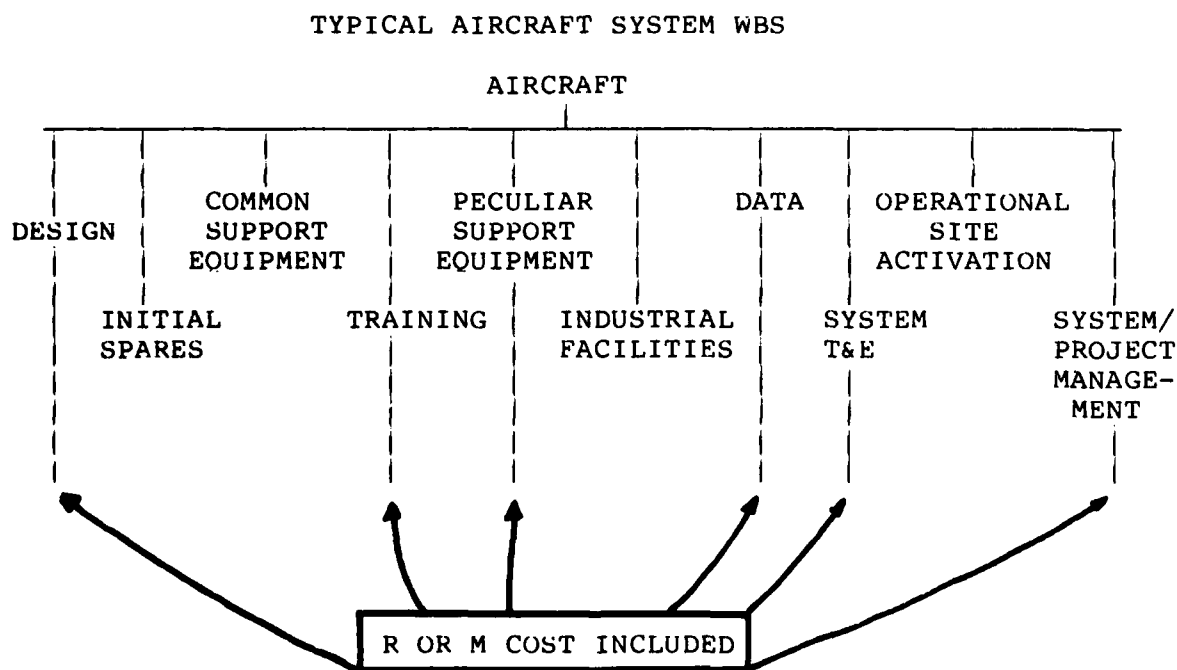 TYPICAL AIRCRAFT SYSTEM WBS
AIRCRAFT
DESIGN
INITIAL
SPARES
COMMON
SUPPORT
EQUIPMENT
TRAINING
PECULIAR
SUPPORT
EQUIPMENT
INDUSTRIAL
FACILITIES
DATA
SYSTEM
T&E
OPERATIONAL
SITE
ACTIVATION
SYSTEM/
PROJECT
MANAGE-
MENT
R OR M COST INCLUDED